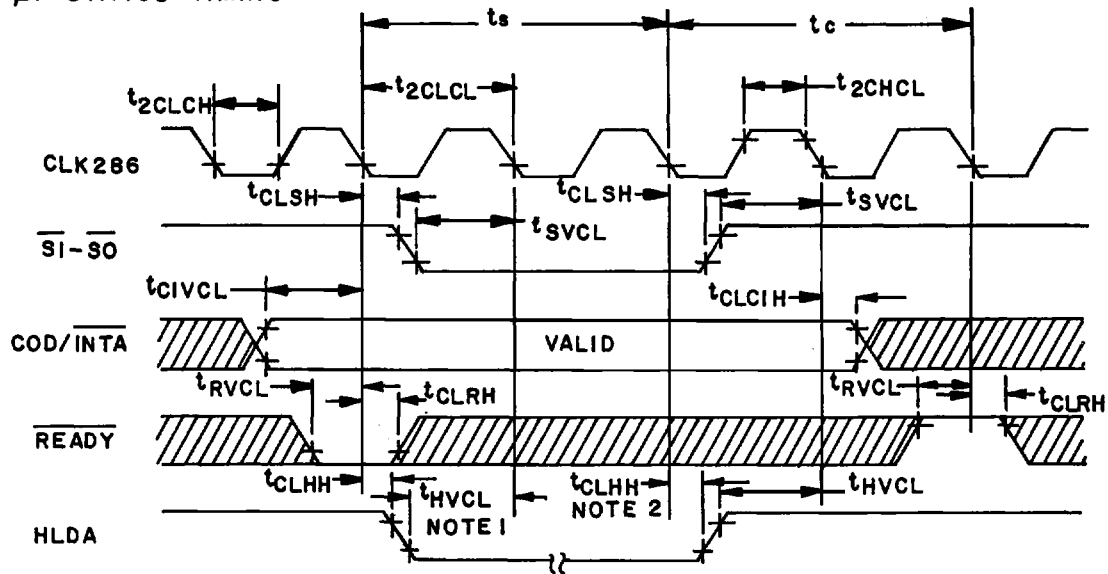 ts
tc
t2CLCH
t2CLCL
t2CHCL
CLK286
tCLSH
tCLSH
tSVCL
tSVCL
SI-SO
tCIVCL
tCLCIH
COD/INTA
VALID
tRVCL
tCLRH
tRVCL
tCLRH
READY
tCLHH
tHVCL
NOTE 1
tCLHH
NOTE 2
tHVCL
HLDA